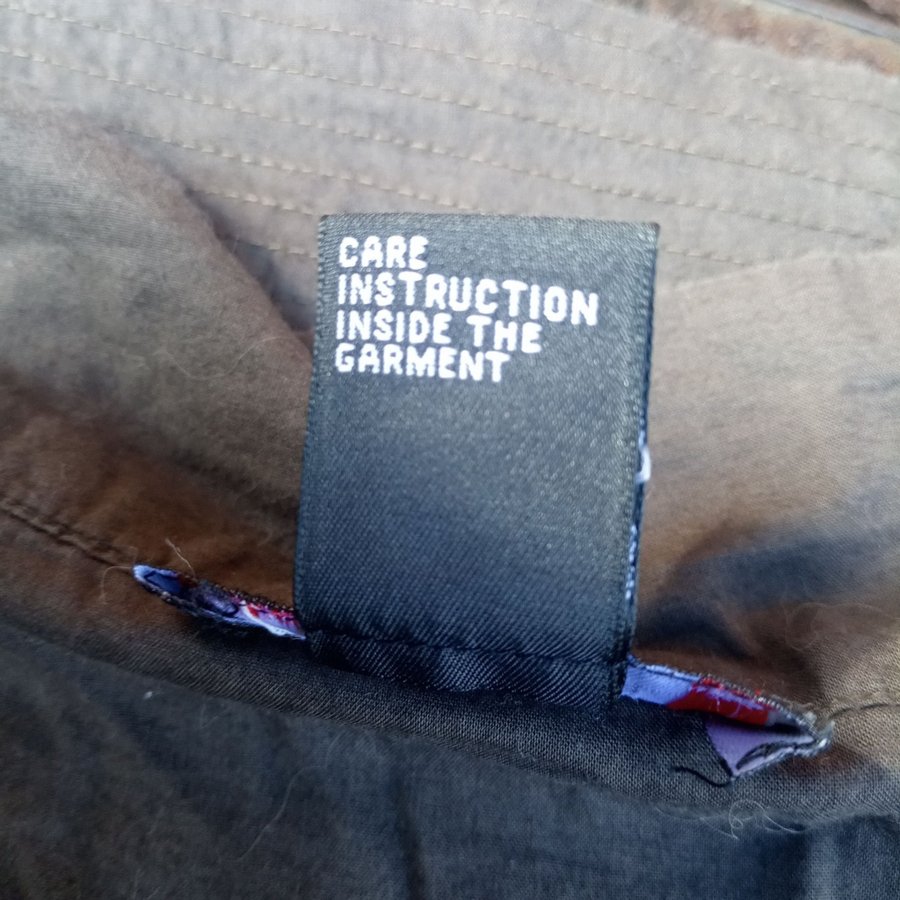 CARE
INSTRUCTION
INSIDE THE
GARMENT